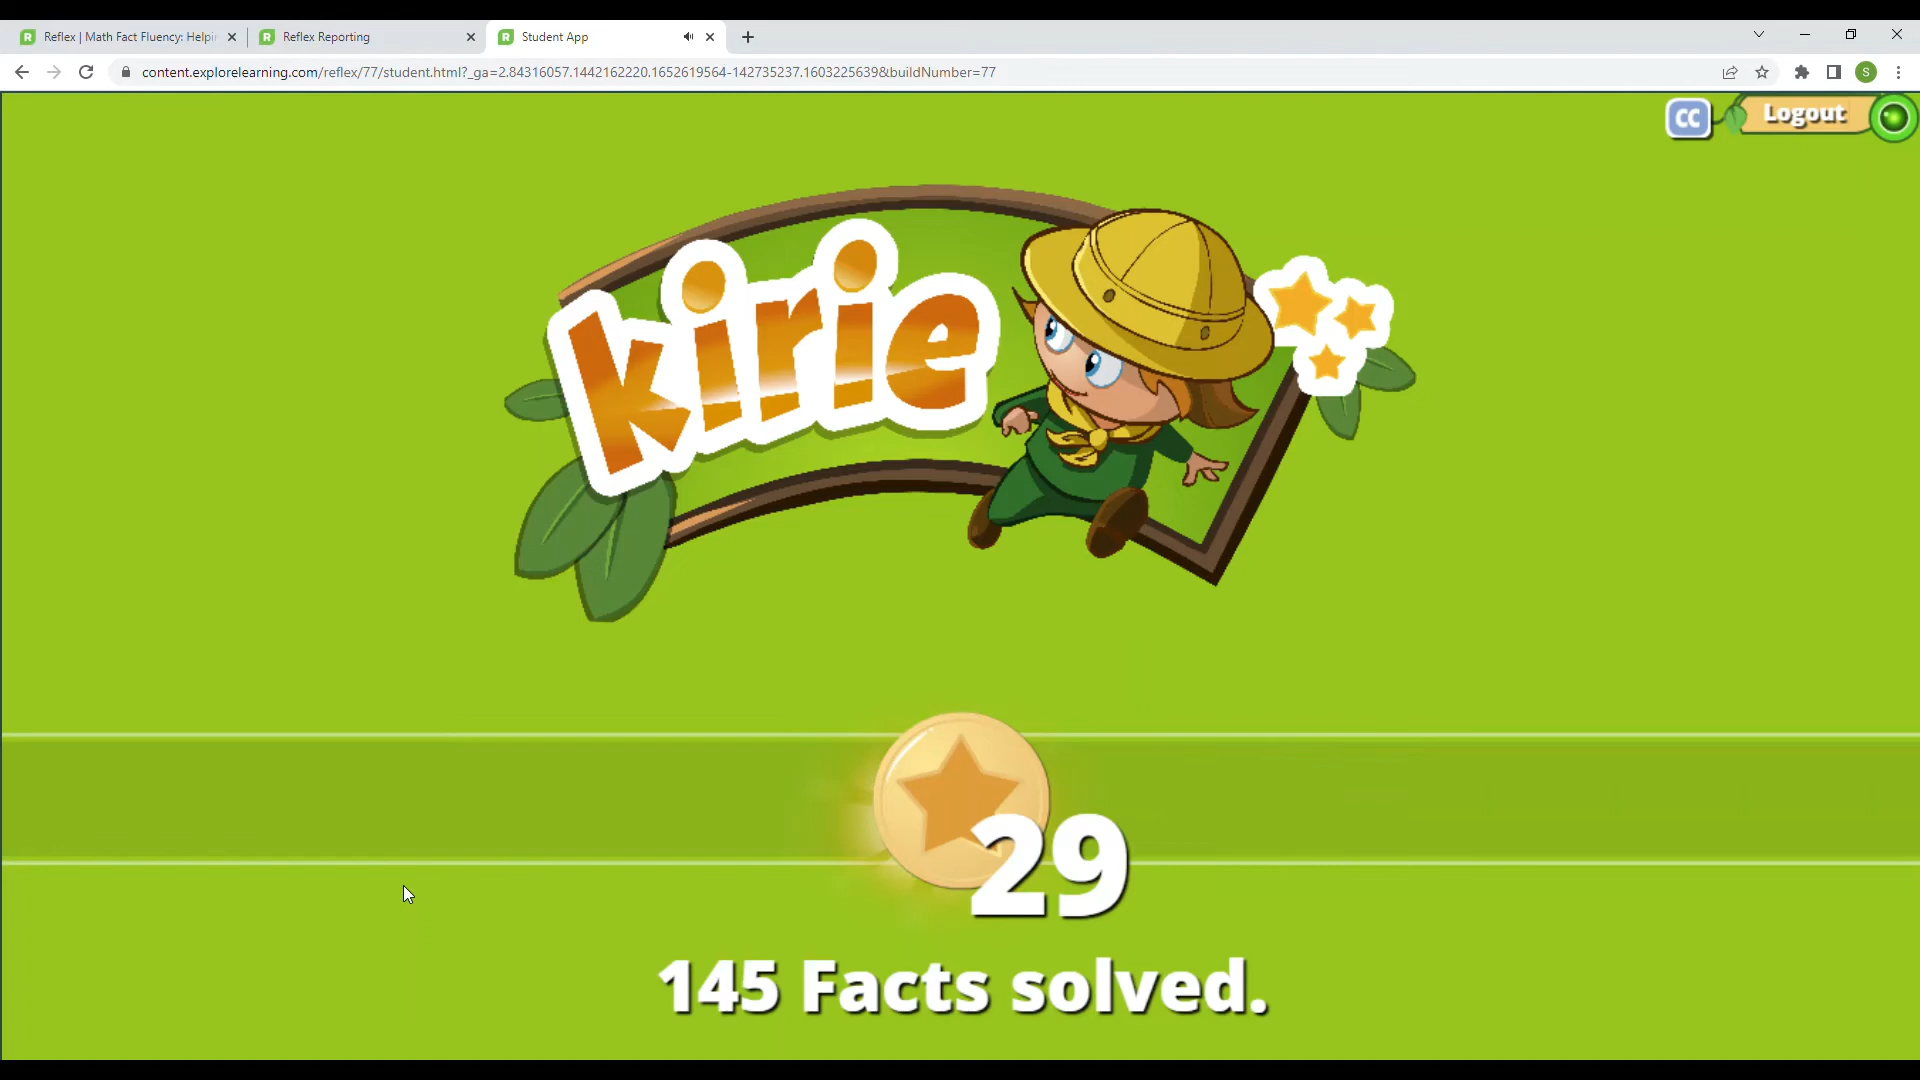 Reflex | Math Fact Fluency: Helpin
Reflex Reporting
Student App
content.explorelearning.com/reflex/77/student.html?_ga=2.84316057.1442162220.1652619564-142735237.1603225639&buildNumber=77
S
CC
Logout
kirie
29
145 Facts solved.